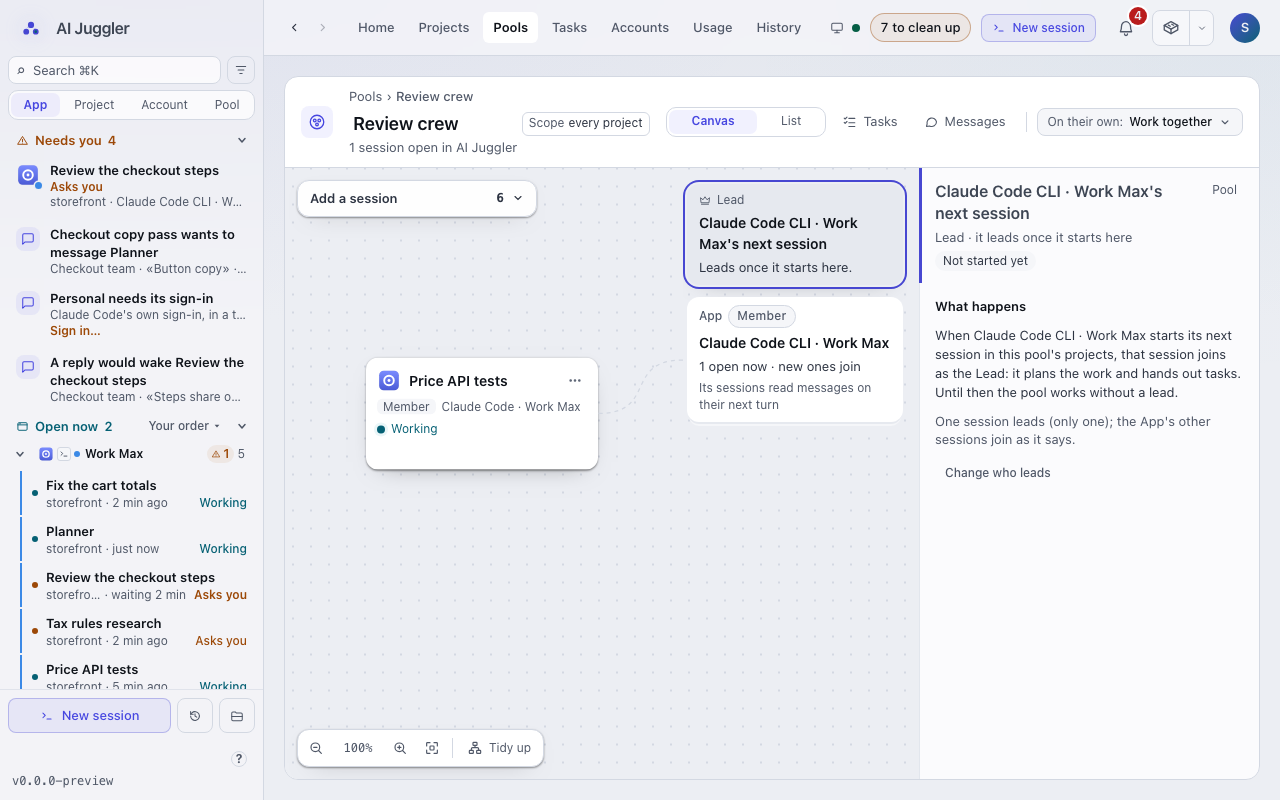 AI Juggler
Search ⌘K
App
Project
Account
Pool
Needs you 4
Review the checkout steps
Asks you
storefront · Claude Code CLI · W…
Checkout copy pass wants to
message Planner
Checkout team · «Button copy» ·…
Personal needs its sign-in
Claude Code's own sign-in, in a t…
Sign in…
A reply would wake Review the
checkout steps
Checkout team · «Steps share o…
Open now 2
Your order
Work Max
1
5
Fix the cart totals
storefront · 2 min ago
Working
Planner
storefront · just now
Working
Review the checkout steps
storefro… · waiting 2 min
Asks you
Tax rules research
storefront · 2 min ago
Asks you
Price API tests
storefront · 5 min ago
Working
New session
?
v0.0.0-preview
Home
Projects
Pools
Tasks
Accounts
Usage
History
7 to clean up
New session
4
S
Pools › Review crew
Review crew
1 session open in AI Juggler
Scope every project
Canvas
List
Tasks
Messages
On their own: Work together
Add a session
6
Lead
Claude Code CLI · Work
Max's next session
Leads once it starts here.
App
Member
Claude Code CLI · Work Max
1 open now · new ones join
Its sessions read messages on
their next turn
Price API tests
Member
Claude Code · Work Max
Working
100%
Tidy up
Claude Code CLI · Work Max's
next session
Pool
Lead · it leads once it starts here
Not started yet
What happens
When Claude Code CLI · Work Max starts its next
session in this pool's projects, that session joins
as the Lead: it plans the work and hands out tasks.
Until then the pool works without a lead.
One session leads (only one); the App's other
sessions join as it says.
Change who leads